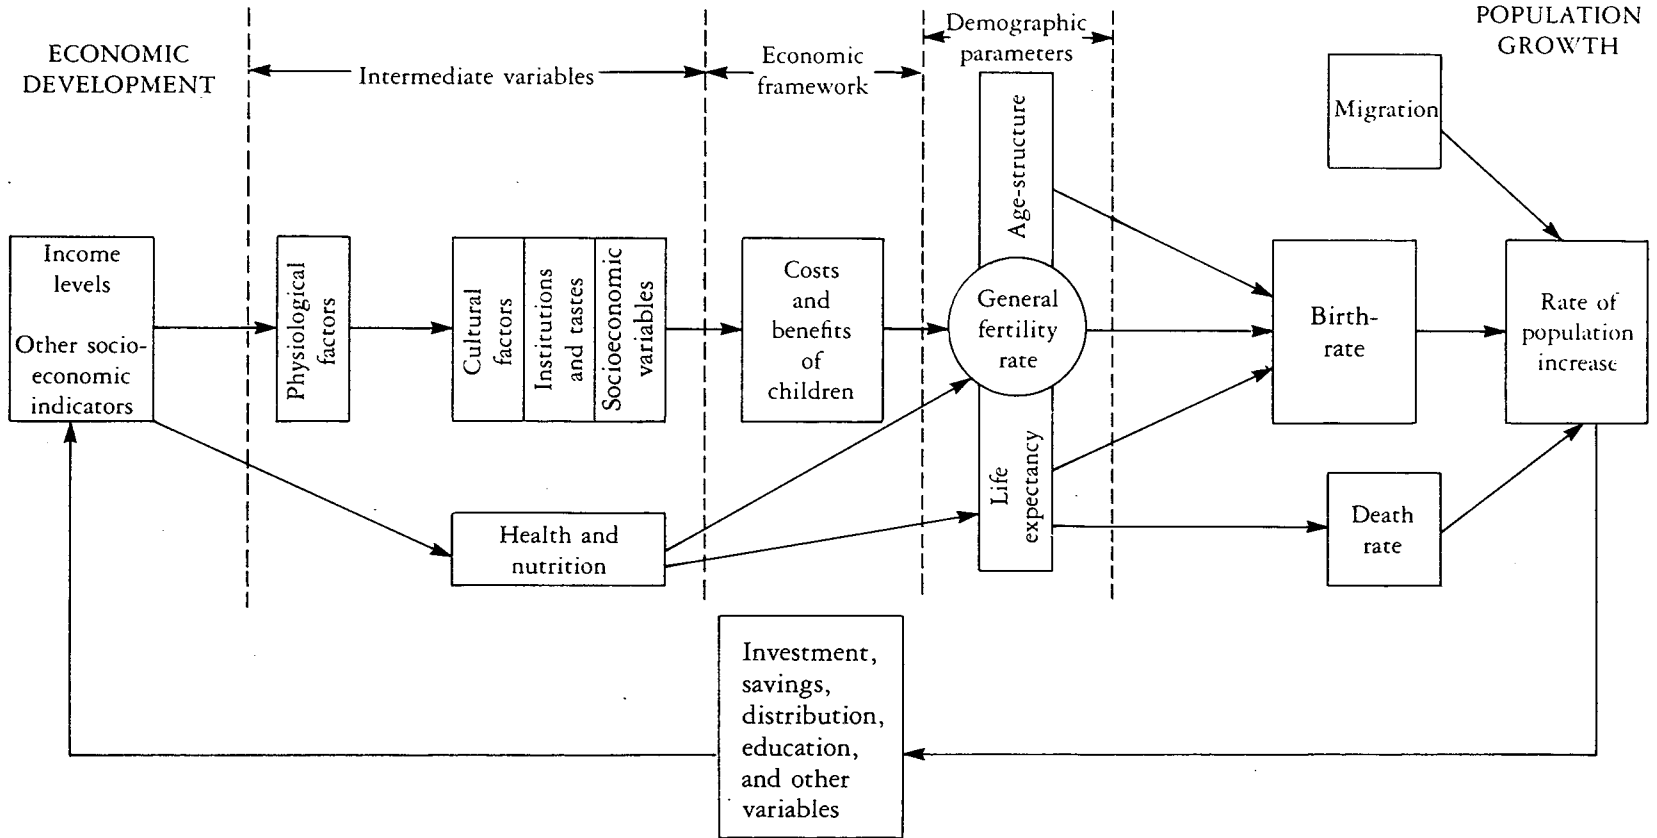 ECONOMIC
DEVELOPMENT
Intermediate variables
Economic
framework
Demographic
parameters
POPULATION
GROWTH
Migration
Income
levels
Other socio-
economic
indicators
Physiological
factors
Cultural
factors
Institutions
and tastes
Socioeconomic
variables
Costs
and
benefits
of
children
Age-structure
General
fertility
rate
Life
expectancy
Birth-
rate
Rate of
population
increase
Health and
nutrition
Death
rate
Investment,
savings,
distribution,
education,
and other
variables